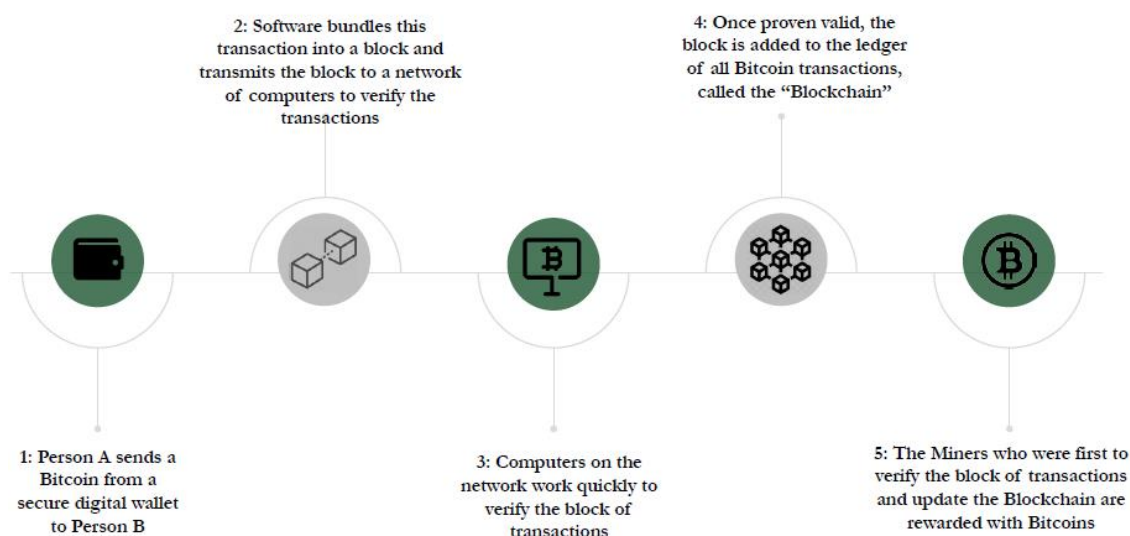 2: Software bundles this
transaction into a block and
transmits the block to a network
of computers to verify the
transactions
4: Once proven valid, the
block is added to the ledger
of all Bitcoin transactions,
called the “Blockchain”
1: Person A sends a
Bitcoin from a
secure digital wallet
to Person B
3: Computers on the
network work quickly to
verify the block of
transactions
5: The Miners who were first to
verify the block of transactions
and update the Blockchain are
rewarded with Bitcoins